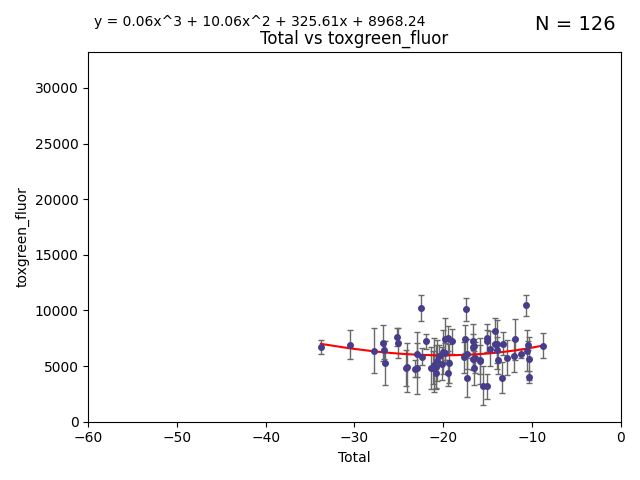 y = 0.06x^3 + 10.06x^2 + 325.61x + 8968.24
N = 126
Total vs toxgreen_fluor
30000
25000
20000
15000
10000
5000
0
toxgreen_fluor
−60
−50
−40
−30
−20
−10
0
Total